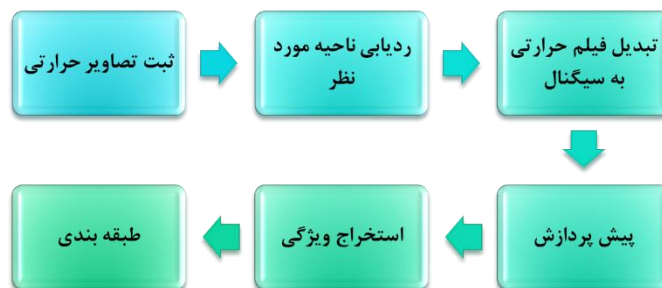 ثبت تصاویر حرارتی
ردیابی ناحیه مورد
نظر
تبدیل فیلم حرارتی
به سیگنال
پیش پردازش
استخراج ویژگی
طبقه بندی